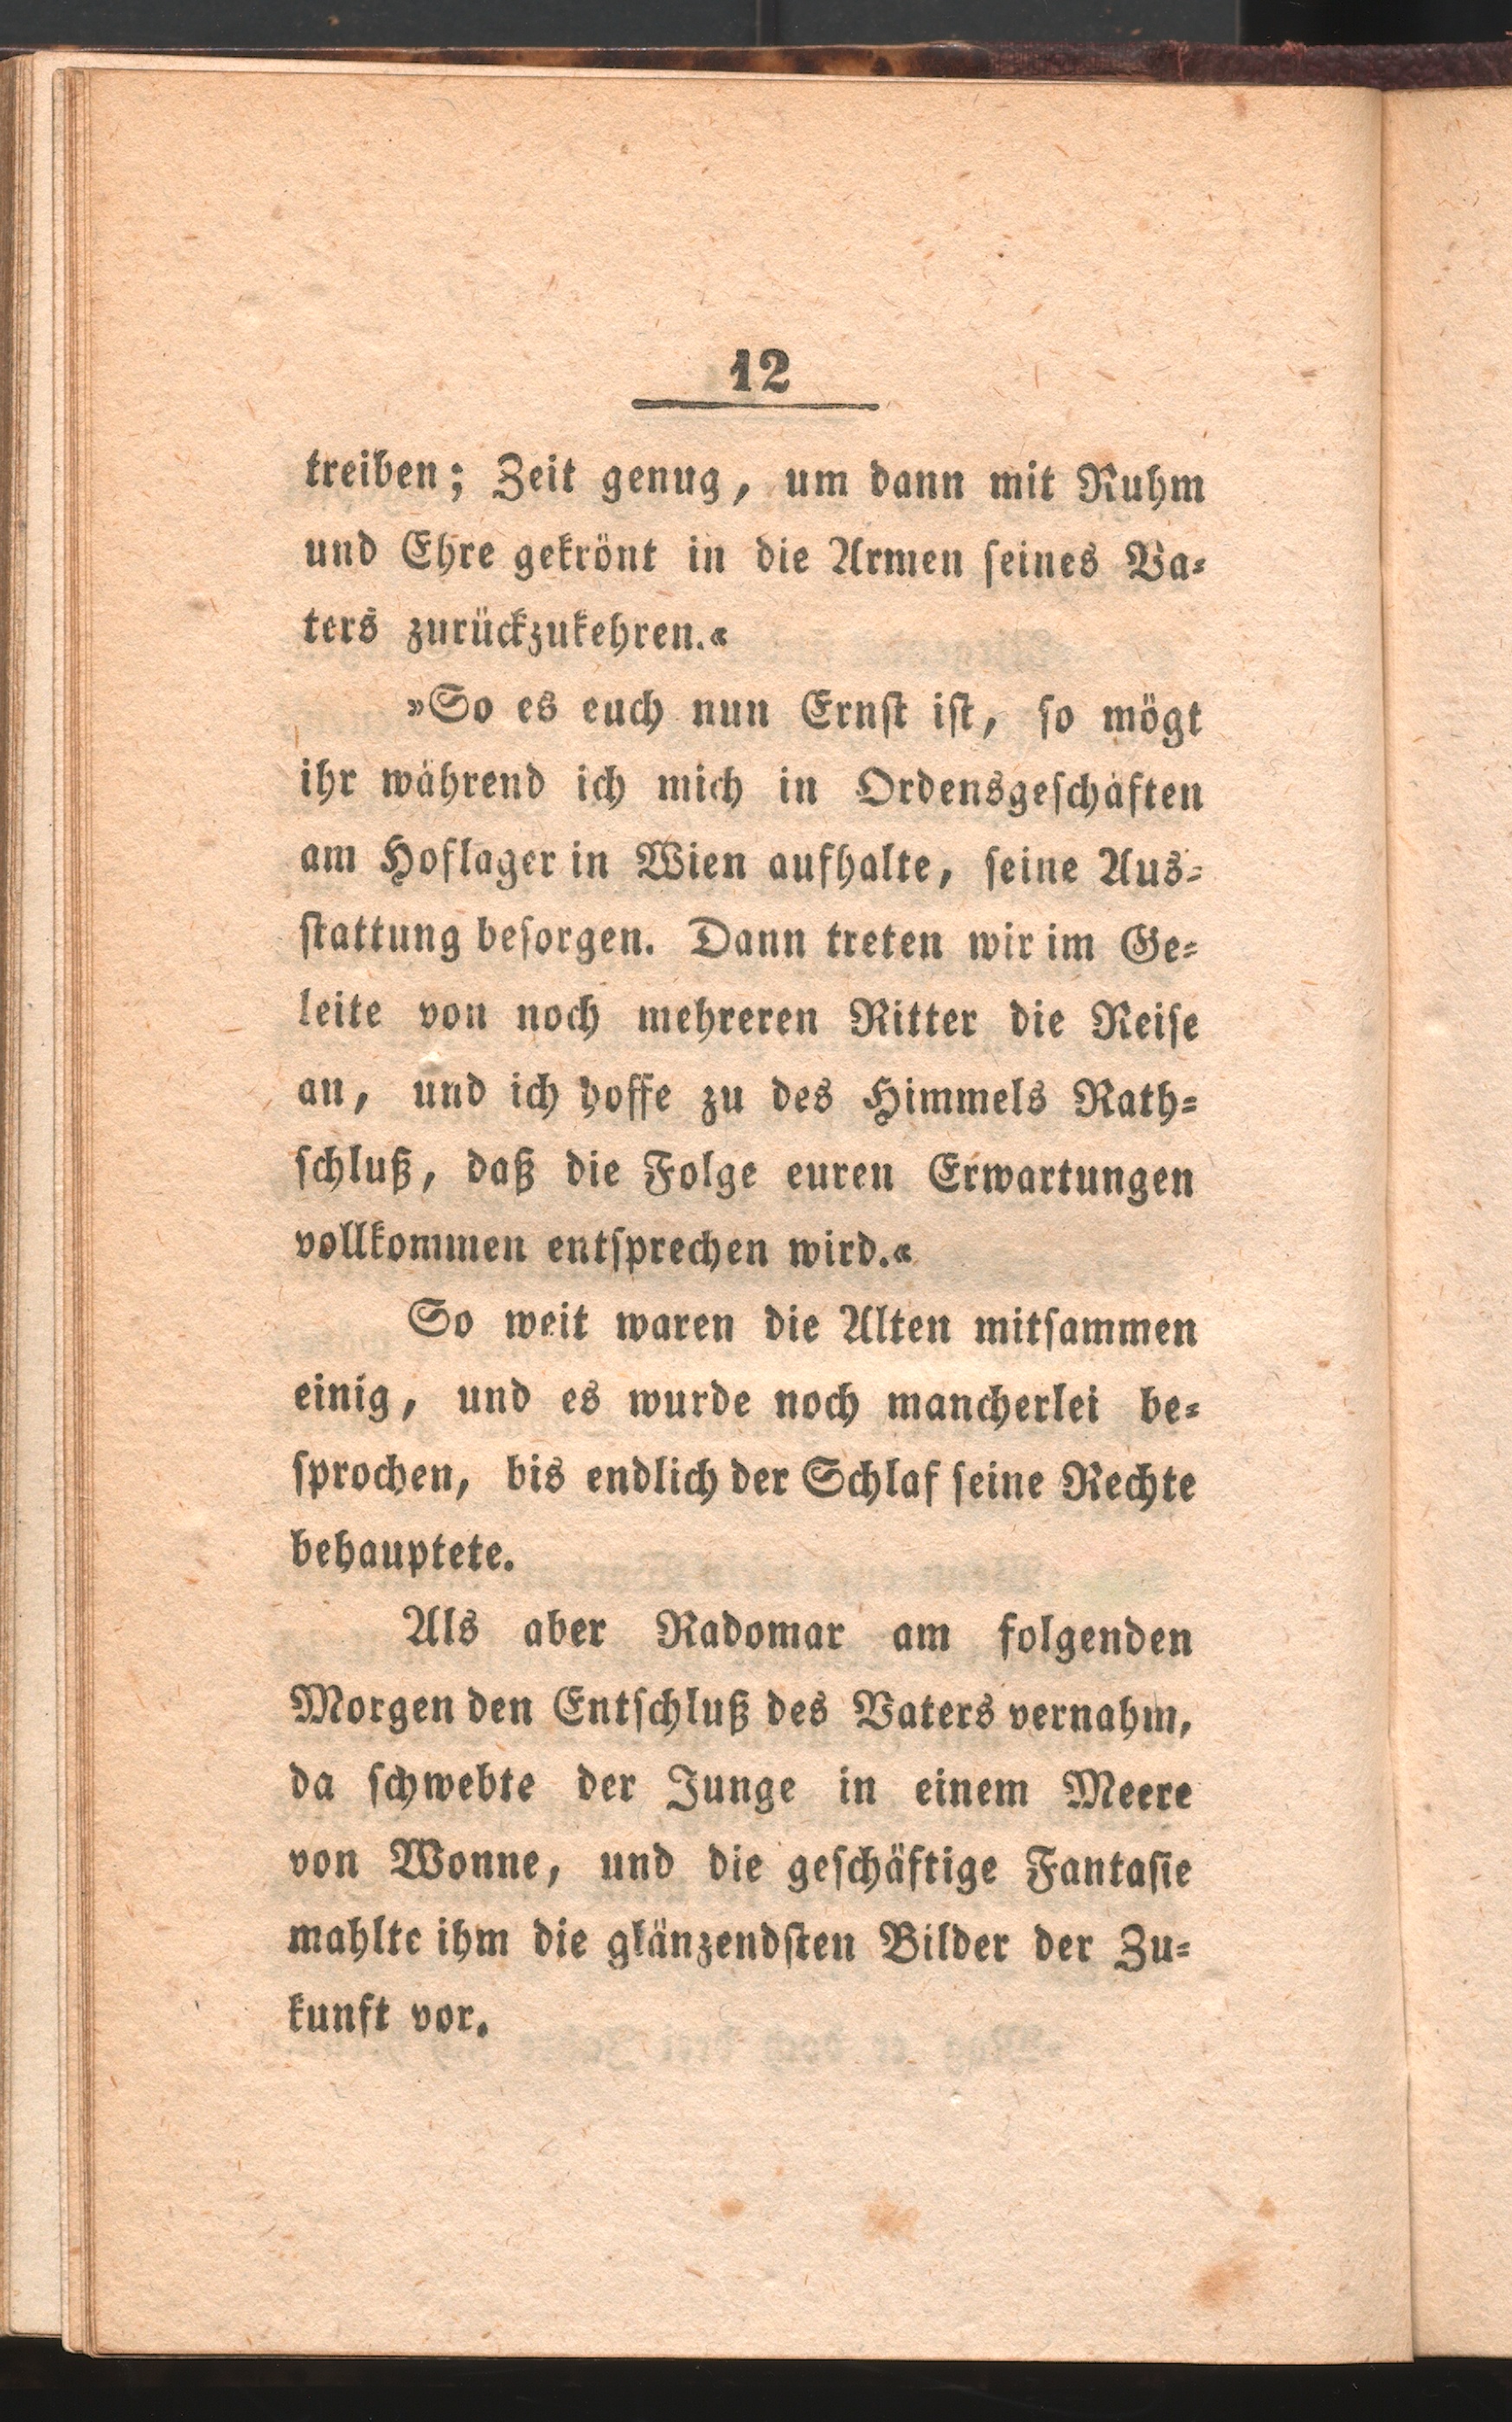 12
treiben; Zeit genug, um dann mit Ruhm
und Ehre gekrönt in die Armen ſeines Va⸗
ters zurückzukehren.«
»So es euch nun Ernſt iſt, ſo mögt
ihr während ich mich in Ordensgeſchäften
am Hoflager in Wien aufhalte, ſeine Aus⸗
ſtattung beſorgen. Dann treten wir im Ge⸗
leite von noch mehreren Ritter die Reiſe
an, und ich hoffe zu des Himmels Rath⸗
ſchluß, daß die Folge euren Erwartungen
vollkommen entſprechen wird.«
So weit waren die Alten mitſammen
einig, und es wurde noch mancherlei be⸗
ſprochen, bis endlich der Schlaf ſeine Rechte
behauptete.
Als aber Radomar am folgenden
Morgen den Entſchluß des Vaters vernahm,
da ſchwebte der Junge in einem Meere
von Wonne, und die geſchäftige Fantaſie
mahlte ihm die glänzendſten Bilder der Zu⸗
kunft vor.